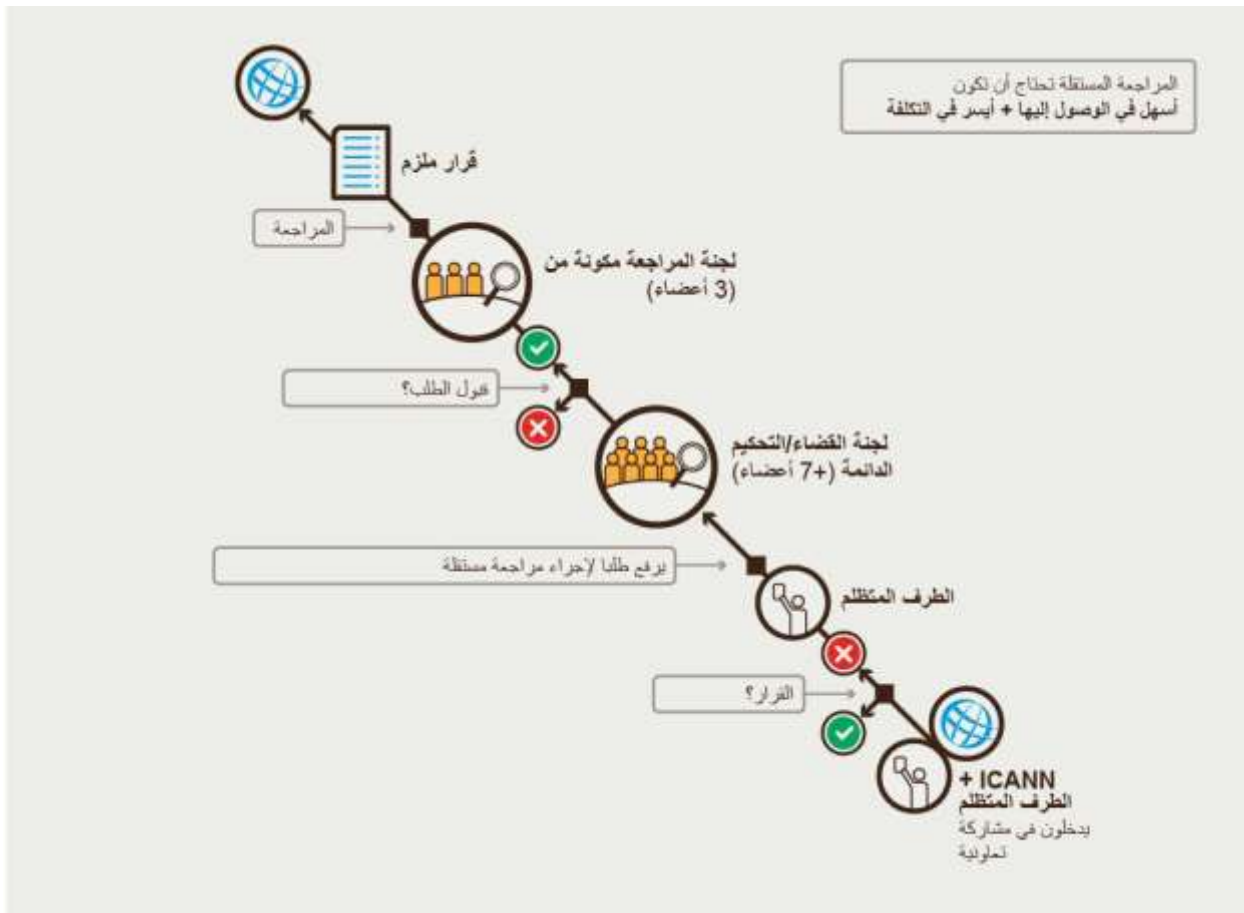 المراجعة المستقلة تحتاج أن تكون
أسهل في الوصول إليها + أيسر في التكلفة
قرار ملزم
المراجعة
لجنة المراجعة مكونة من
(3 أعضاء)
قبول الطلب؟
لجنة القضاء/التحكيم
الدائمة (+7 أعضاء)
يرفع طلبا لإجراء مراجعة مستقلة
الطرف المتظلم
القرار؟
+ ICANN
الطرف المتظلم
يدخلون في مشاركة
تعاونية